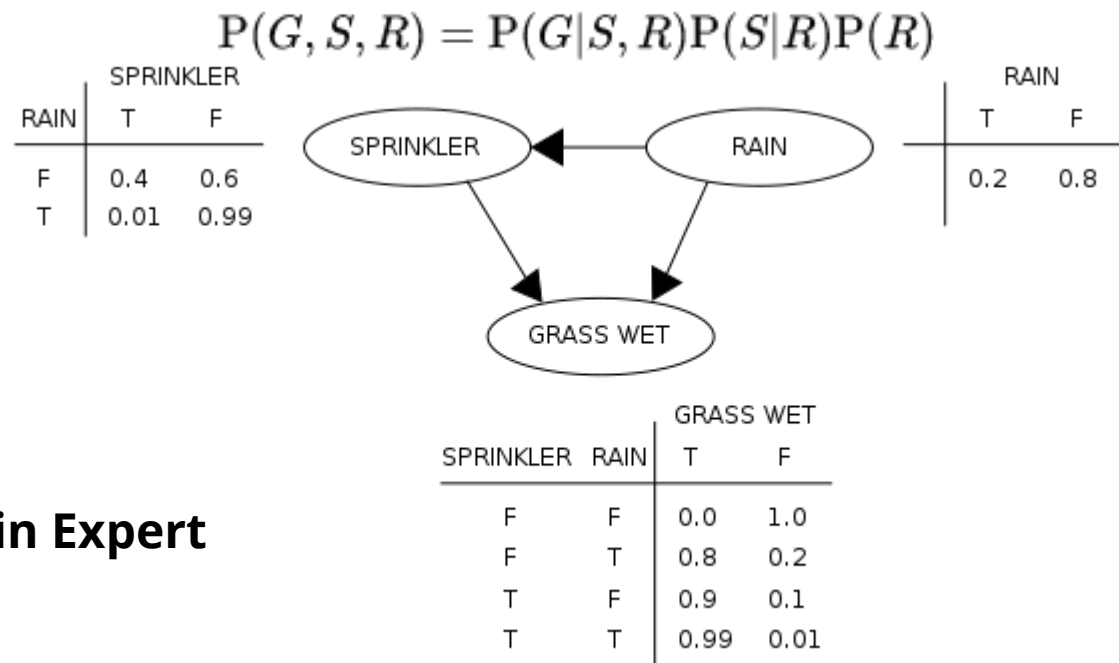 P(G, S, R) = P(G|S, R)P(S|R)P(R)
SPRINKLER
RAIN T F
F 0.4 0.6
T 0.01 0.99
SPRINKLER
RAIN
RAIN
T F
0.2 0.8
GRASS WET
GRASS WET
SPRINKLER RAIN T F
F F 0.0 1.0
F T 0.8 0.2
T F 0.9 0.1
T T 0.99 0.01
in Expert